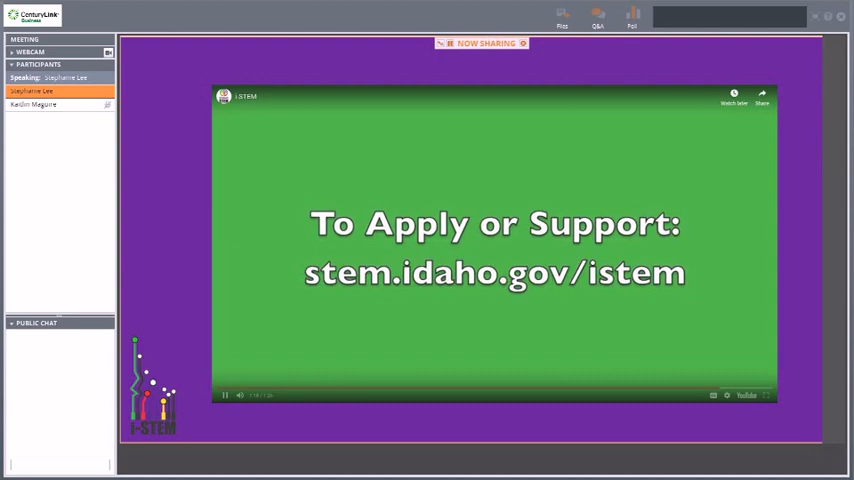 CenturyLink
Business
Files
Q&A
Poll
MEETING
WEBCAM
PARTICIPANTS
Speaking: Stephanie Lee
Stephanie Lee
Kaitlin Maguire
PUBLIC CHAT
NOW SHARING
i-STEM
Watch later
Share
To Apply or Support:
stem.idaho.gov/istem
YouTube
i-STEM